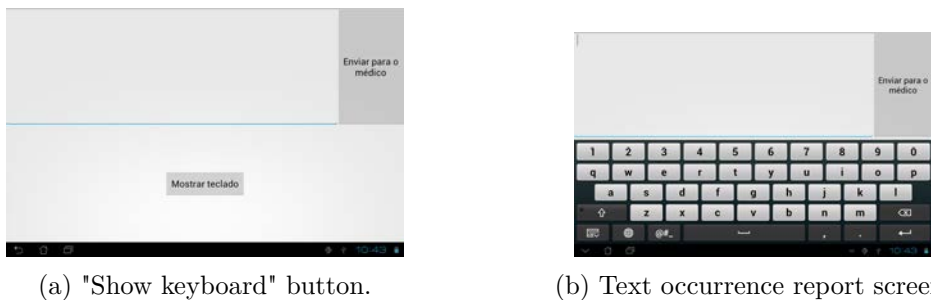 Enviar para o
médico
Mostrar teclado
10:43
(a) "Show keyboard" button.
Enviar para o
médico
1 2 3 4 5 6 7 8 9 0
q w e r t y u i o p
a s d f g h j k l
z x c v b n m
@#_ , .
10:43
(b) Text occurrence report screen